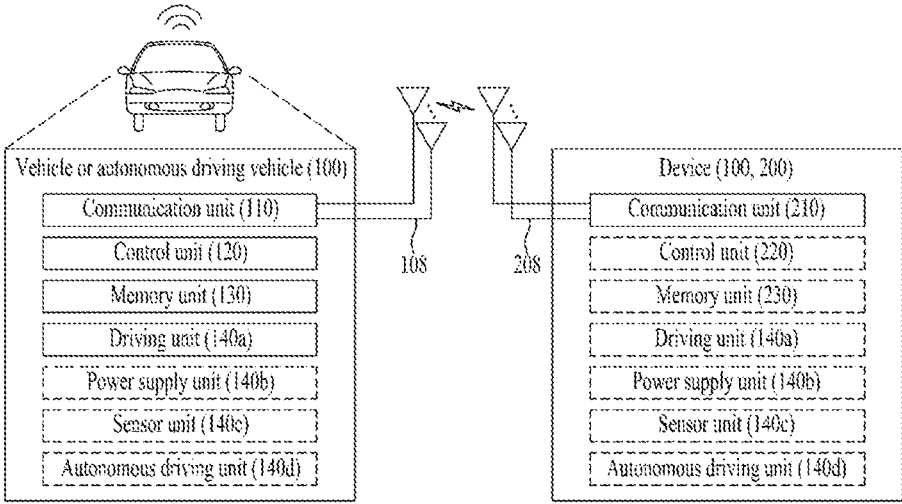 Vehicle or autonomous driving vehicle (100)
Communication unit (110)
Control unit (120)
Memory unit (130)
Driving unit (140a)
Power supply unit (140b)
Sensor unit (140c)
Autonomous driving unit (140d)
108
208
Device (100, 200)
Communication unit (210)
Control unit (220)
Memory unit (230)
Driving unit (140a)
Power supply unit (140b)
Sensor unit (140c)
Autonomous driving unit (140d)